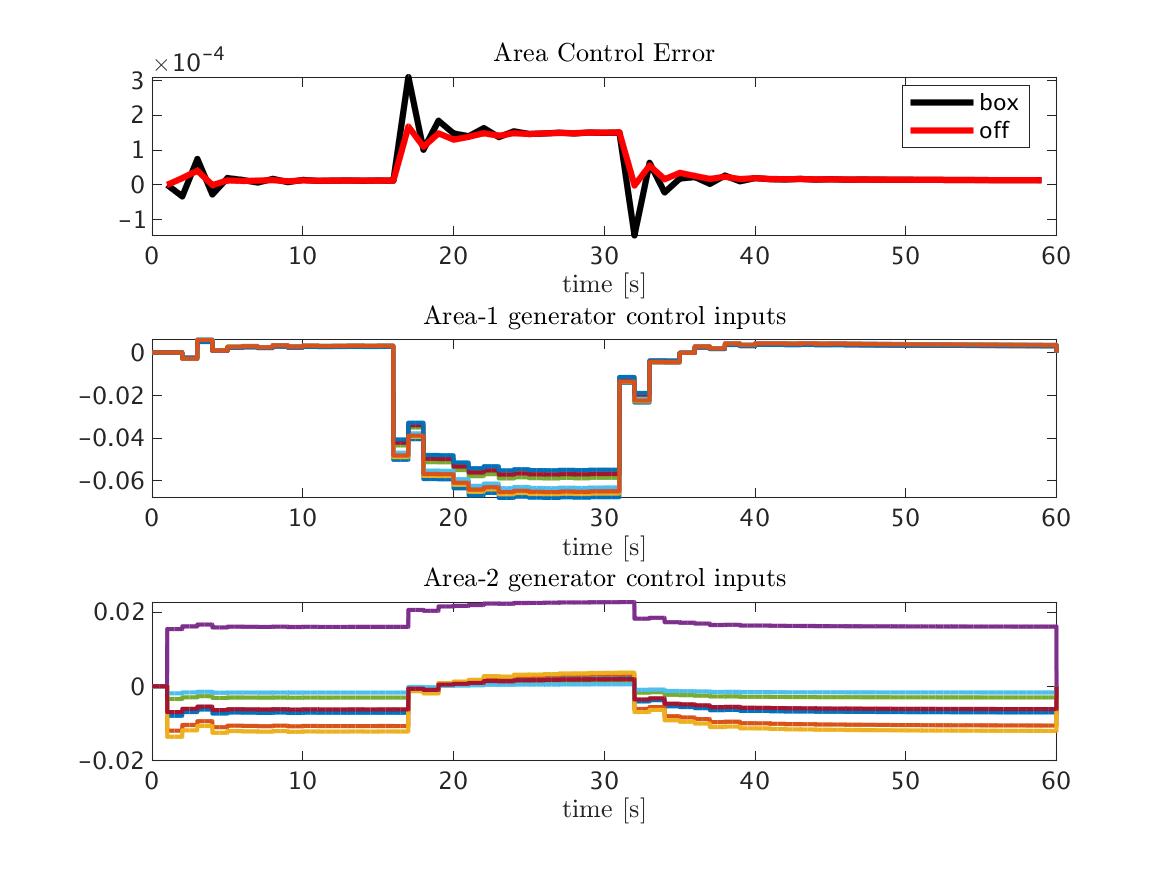 Area Control Error
×10⁻⁴
3
2
1
0
−1
box
off
0 10 20 30 40 50 60
time [s]
Area-1 generator control inputs
0
−0.02
−0.04
−0.06
0 10 20 30 40 50 60
time [s]
Area-2 generator control inputs
0.02
0
−0.02
0 10 20 30 40 50 60
time [s]